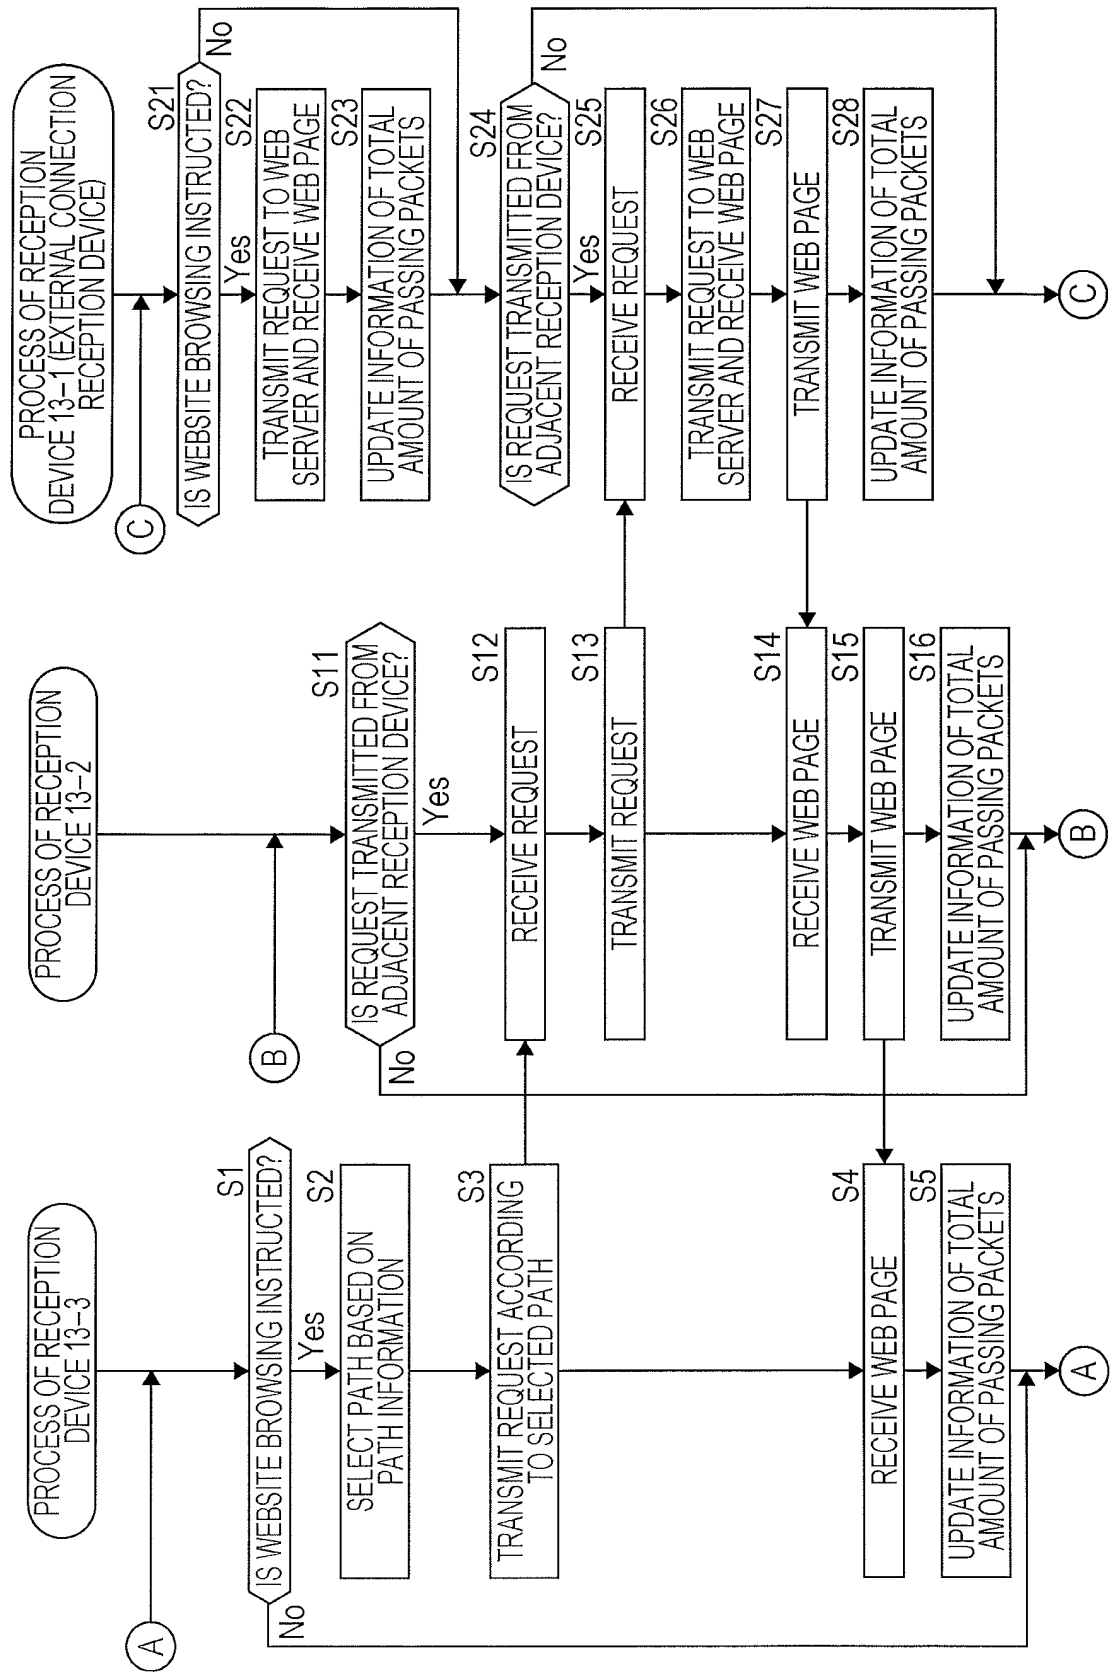 PROCESS OF RECEPTION
DEVICE 13-3
A
S1
IS WEBSITE BROWSING INSTRUCTED?
No
Yes
S2
SELECT PATH BASED ON
PATH INFORMATION
S3
TRANSMIT REQUEST ACCORDING
TO SELECTED PATH
S4
RECEIVE WEB PAGE
S5
UPDATE INFORMATION OF TOTAL
AMOUNT OF PASSING PACKETS
A
PROCESS OF RECEPTION
DEVICE 13-2
B
S11
IS REQUEST TRANSMITTED FROM
ADJACENT RECEPTION DEVICE?
No
Yes
S12
RECEIVE REQUEST
S13
TRANSMIT REQUEST
S14
RECEIVE WEB PAGE
S15
TRANSMIT WEB PAGE
S16
UPDATE INFORMATION OF TOTAL
AMOUNT OF PASSING PACKETS
B
PROCESS OF RECEPTION
DEVICE 13-1 (EXTERNAL CONNECTION
RECEPTION DEVICE)
C
S21
IS WEBSITE BROWSING INSTRUCTED?
No
Yes
S22
TRANSMIT REQUEST TO WEB
SERVER AND RECEIVE WEB PAGE
S23
UPDATE INFORMATION OF TOTAL
AMOUNT OF PASSING PACKETS
S24
IS REQUEST TRANSMITTED FROM
ADJACENT RECEPTION DEVICE?
No
Yes
S25
RECEIVE REQUEST
S26
TRANSMIT REQUEST TO WEB
SERVER AND RECEIVE WEB PAGE
S27
TRANSMIT WEB PAGE
S28
UPDATE INFORMATION OF TOTAL
AMOUNT OF PASSING PACKETS
C